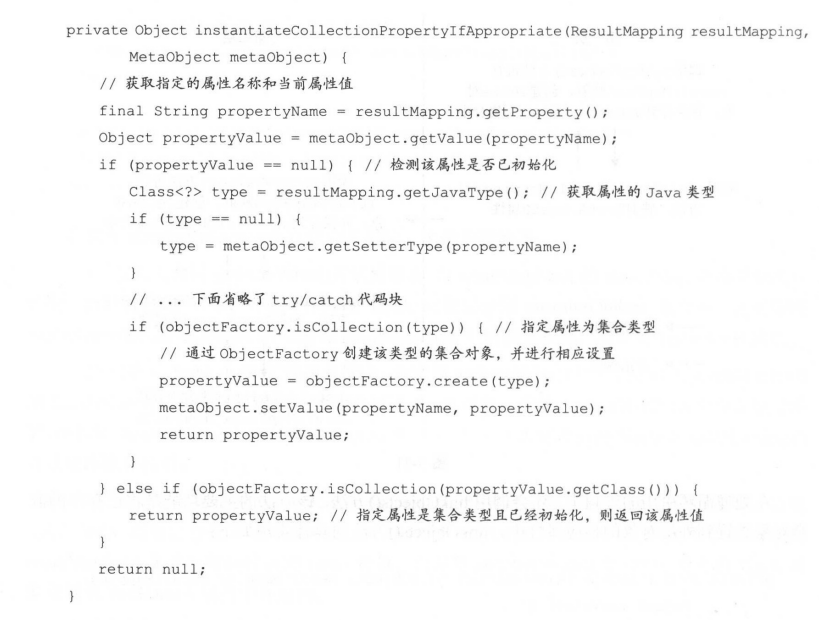 private Object instantiateCollectionPropertyIfAppropriate(ResultMapping resultMapping,
MetaObject metaObject) {
// 获取指定的属性名称和当前属性值
final String propertyName = resultMapping.getProperty();
Object propertyValue = metaObject.getValue(propertyName);
if (propertyValue == null) { // 检测该属性是否已初始化
Class<?> type = resultMapping.getJavaType(); // 获取属性的 Java 类型
if (type == null) {
type = metaObject.getSetterType(propertyName);
}
// ... 下面省略了 try/catch 代码块
if (objectFactory.isCollection(type)) { // 指定属性为集合类型
// 通过 ObjectFactory 创建该类型的集合对象，并进行相应设置
propertyValue = objectFactory.create(type);
metaObject.setValue(propertyName, propertyValue);
return propertyValue;
}
} else if (objectFactory.isCollection(propertyValue.getClass())) {
return propertyValue; // 指定属性是集合类型且已经初始化，则返回该属性值
}
return null;
}